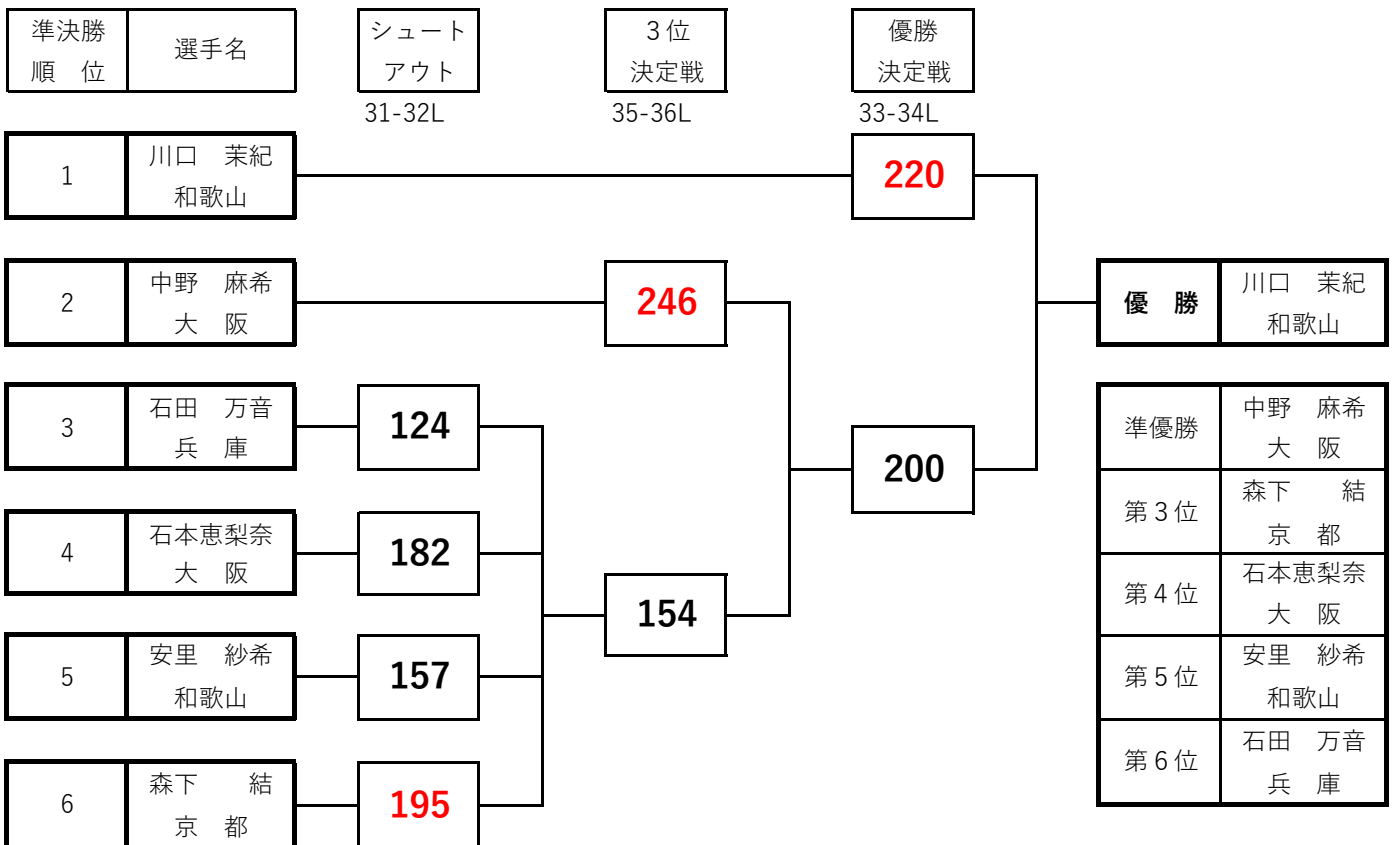 準決勝
順　位
選手名
シュート
アウト
３位
決定戦
優勝
決定戦
31-32L
35-36L
33-34L
1
川口　茉紀
和歌山
220
2
中野　麻希
大　阪
246
優　勝
川口　茉紀
和歌山
3
石田　万音
兵　庫
124
200
準優勝
中野　麻希
大　阪
4
石本恵梨奈
大　阪
182
第３位
森下　　結
京　都
154
第４位
石本恵梨奈
大　阪
5
安里　紗希
和歌山
157
第５位
安里　紗希
和歌山
6
森下　　結
京　都
195
第６位
石田　万音
兵　庫